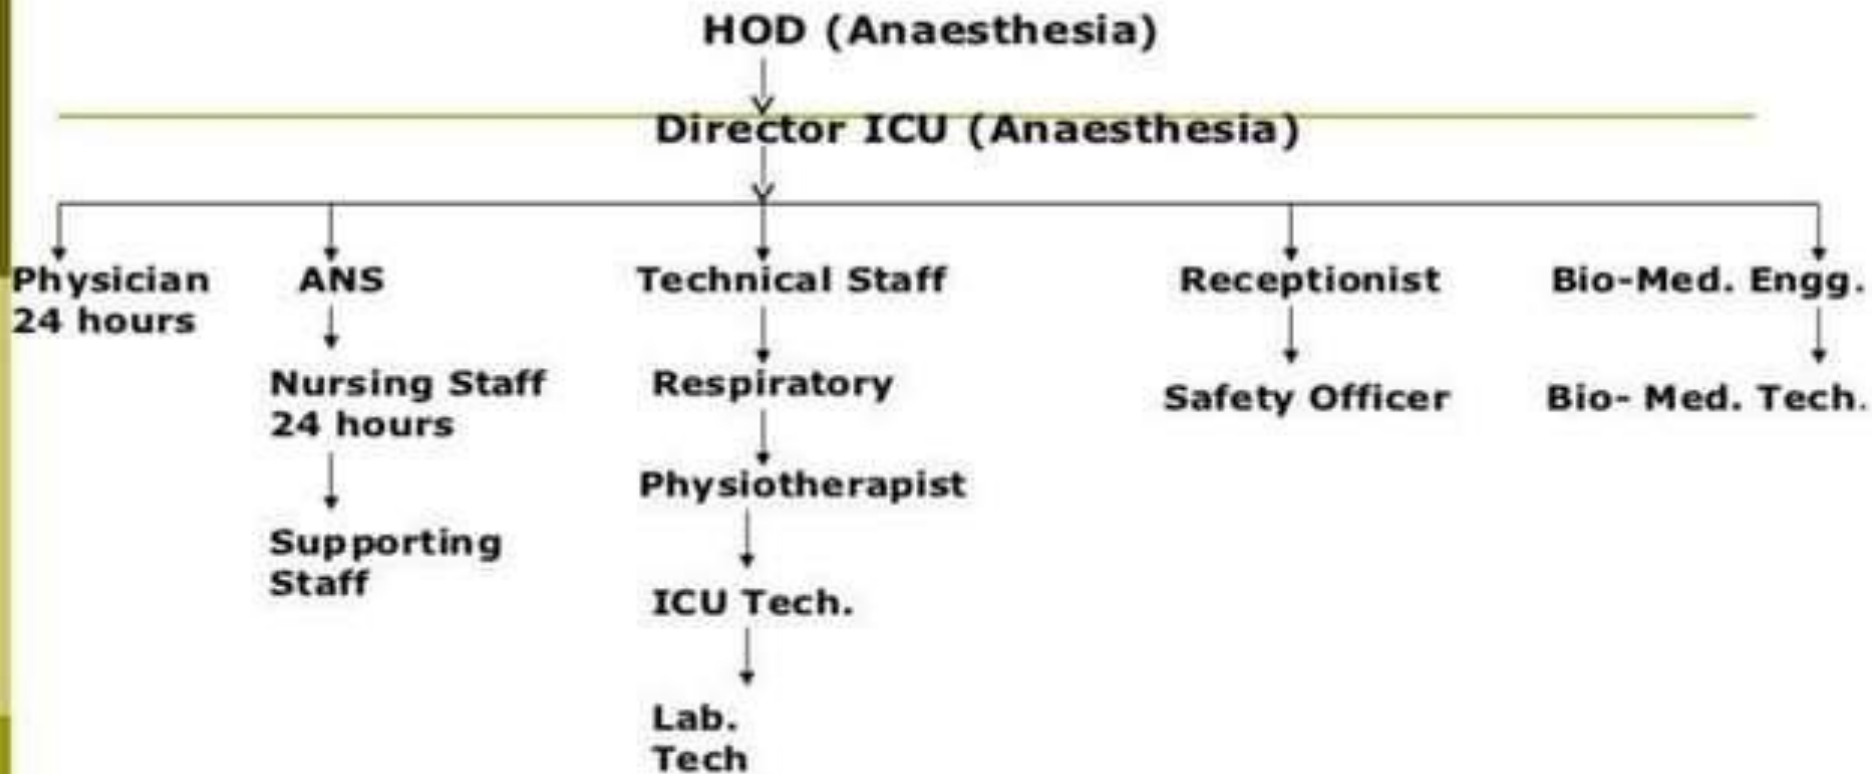 HOD (Anaesthesia)
Director ICU (Anaesthesia)
Physician
24 hours
ANS
Technical Staff
Receptionist
Bio-Med. Engg.
Nursing Staff
24 hours
Respiratory
Safety Officer
Bio- Med. Tech.
Physiotherapist
Supporting
Staff
ICU Tech.
Lab.
Tech